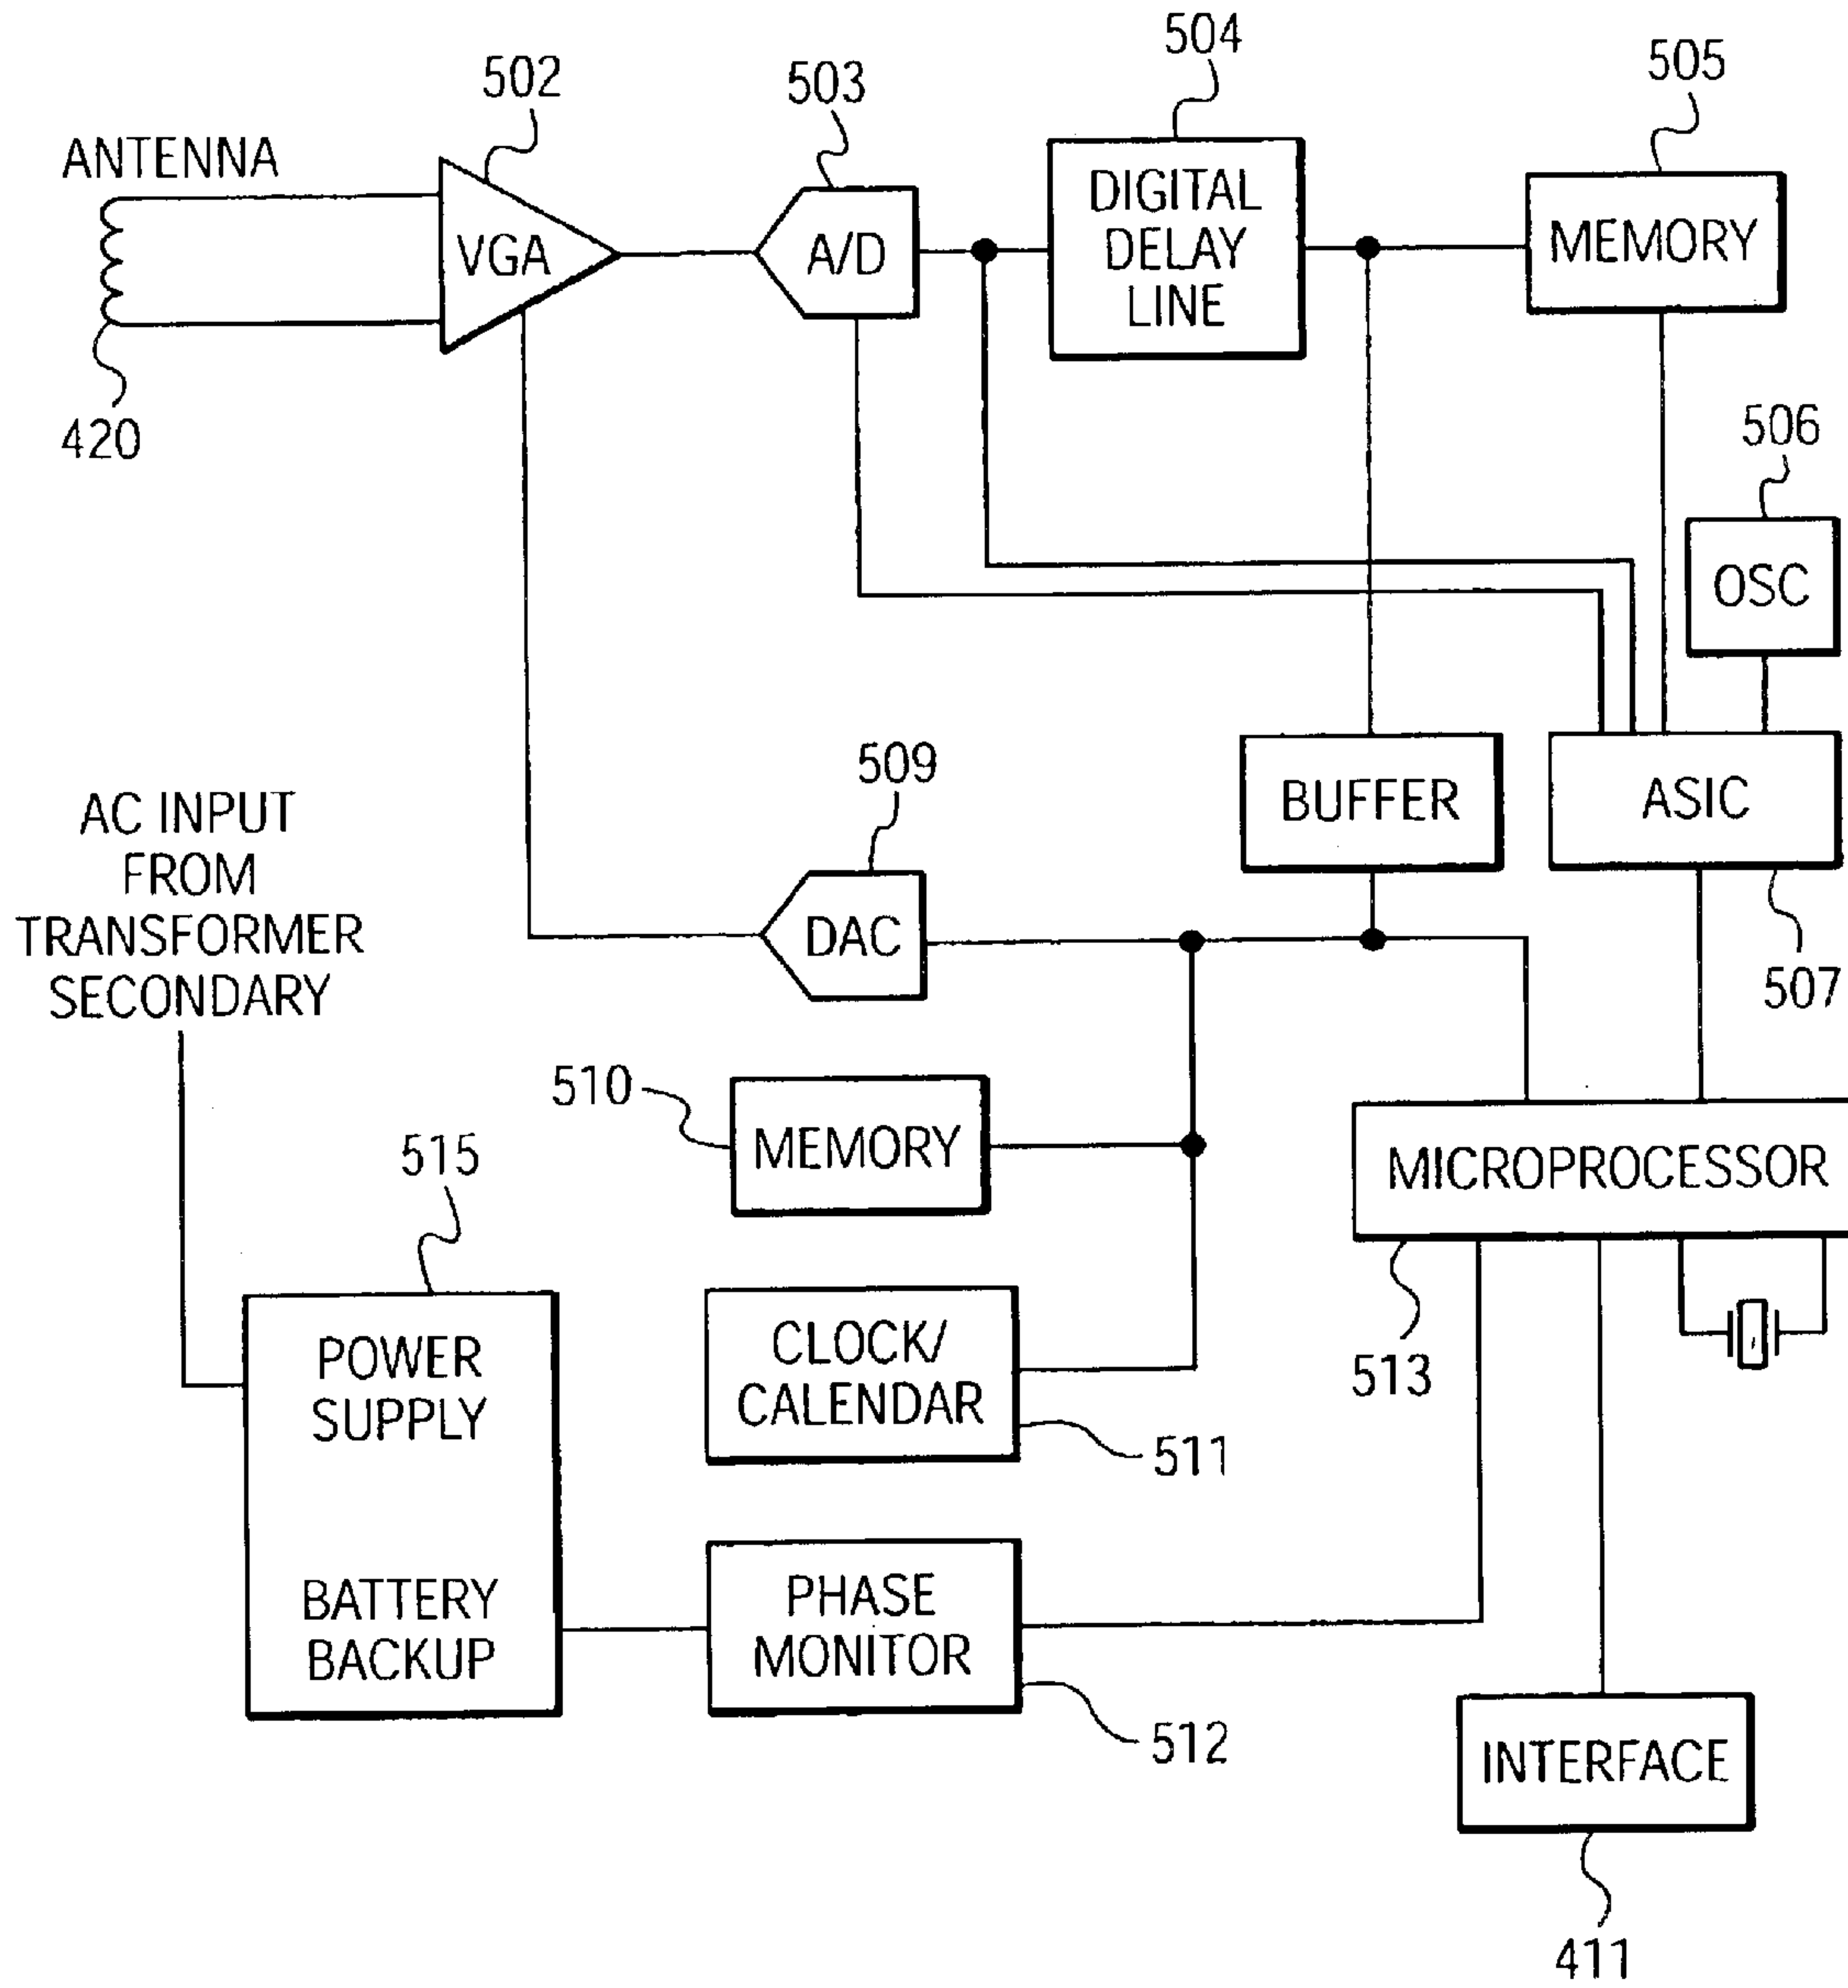 504
505
502
503
ANTENNA
DIGITAL
DELAY
LINE
MEMORY
VGA
A/D
420
506
OSC
509
BUFFER
ASIC
AC INPUT
FROM
TRANSFORMER
SECONDARY
DAC
507
510
MEMORY
MICROPROCESSOR
515
CLOCK/
CALENDAR
513
POWER
SUPPLY
511
BATTERY
BACKUP
PHASE
MONITOR
512
INTERFACE
411